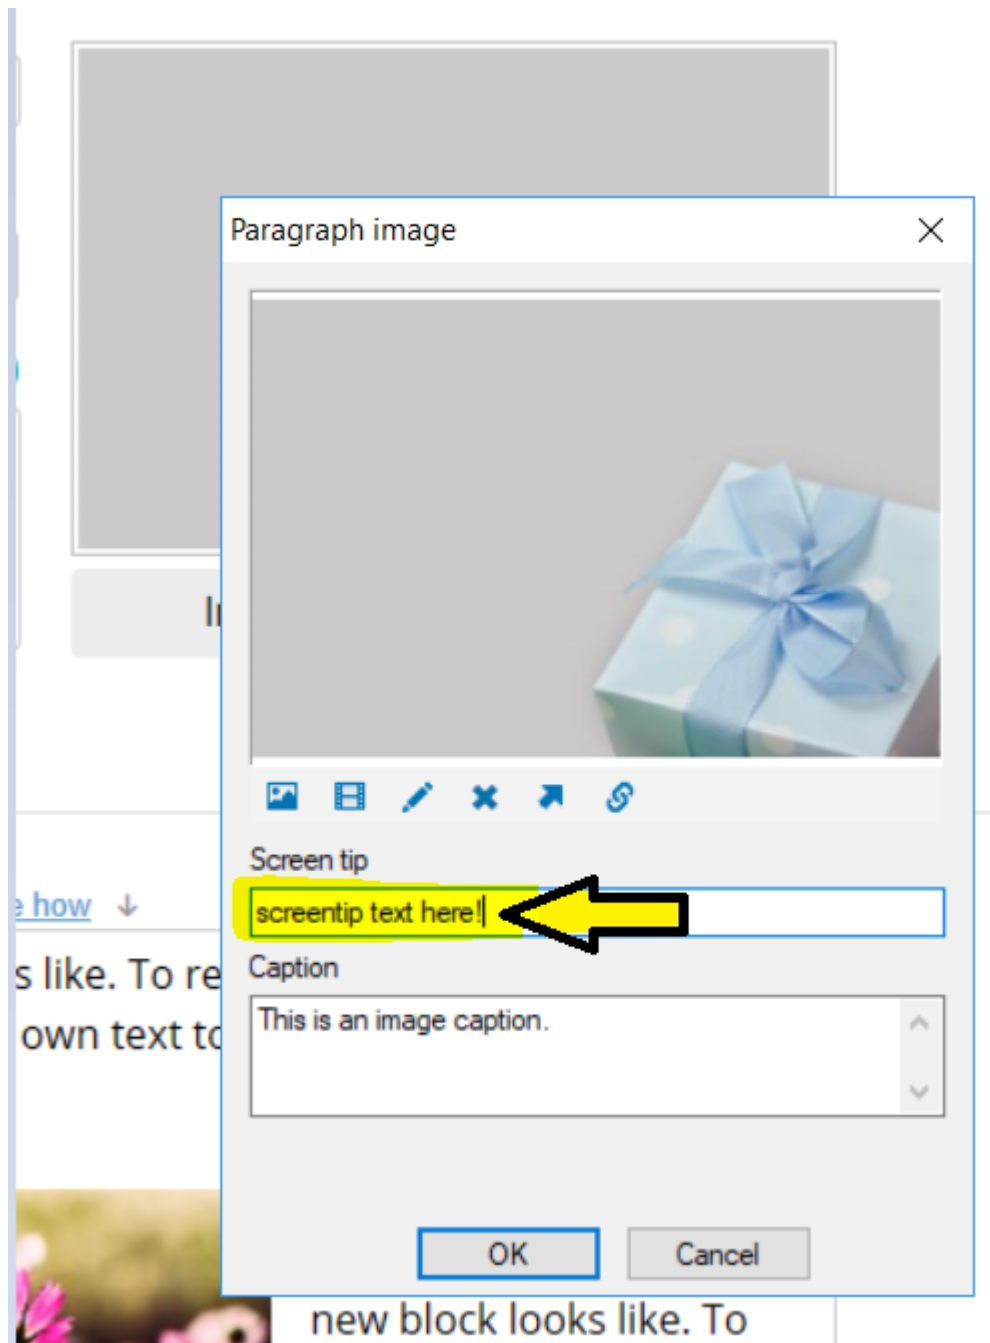 Paragraph image
Screen tip
screentip text here!
how
s like. To re
Caption
This is an image caption.
own text to
OK
Cancel
new block looks like. To